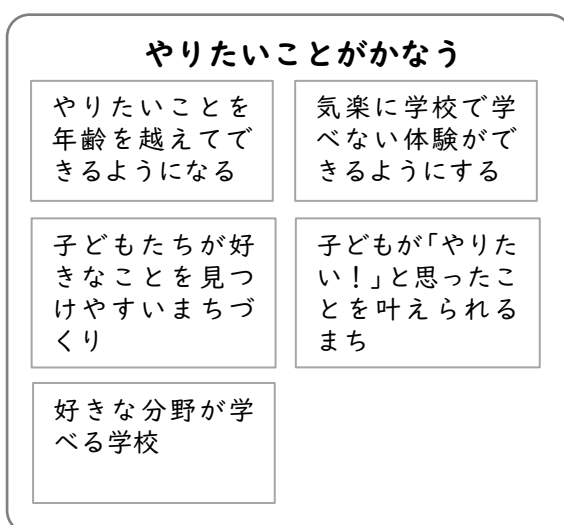 やりたいことがかなう
やりたいことを
年齢を越えてで
きるようになる
気楽に学校で学
べない体験がで
きるようにする
子どもたちが好
きなことを見つ
けやすいまちづ
くり
子どもが「やりた
い！」と思ったこ
とを叶えられる
まち
好きな分野が学
べる学校